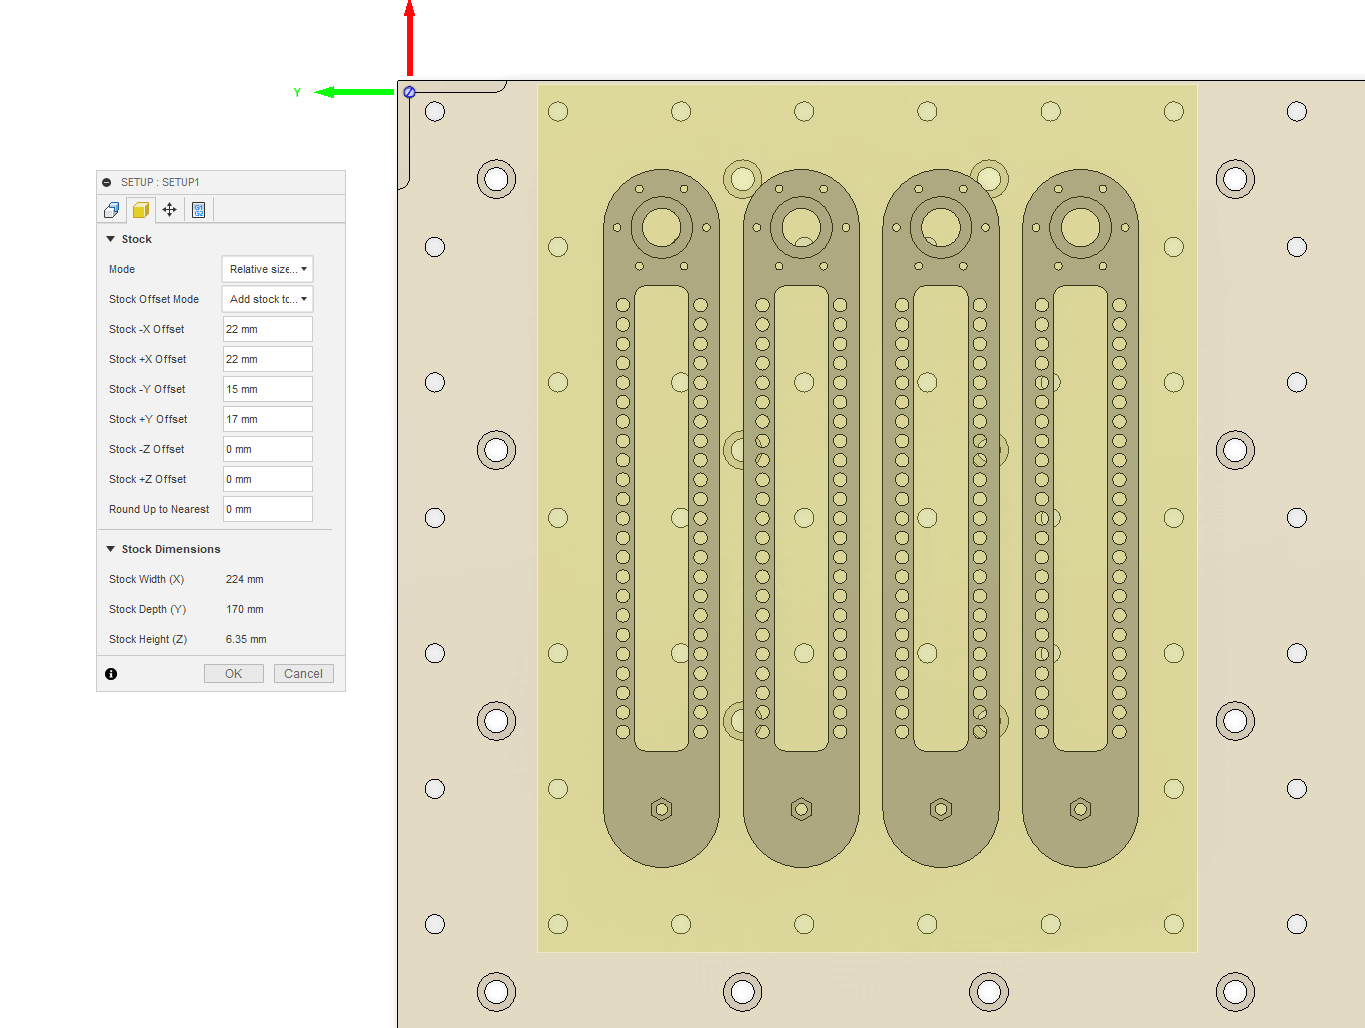 Y
Z
SETUP : SETUP1
G1
G2
Stock
Mode Relative size...
Stock Offset Mode Add stock tc...
Stock -X Offset 22 mm
Stock +X Offset 22 mm
Stock -Y Offset 15 mm
Stock +Y Offset 17 mm
Stock -Z Offset 0 mm
Stock +Z Offset 0 mm
Round Up to Nearest 0 mm
Stock Dimensions
Stock Width (X) 224 mm
Stock Depth (Y) 170 mm
Stock Height (Z) 6.35 mm
OK Cancel